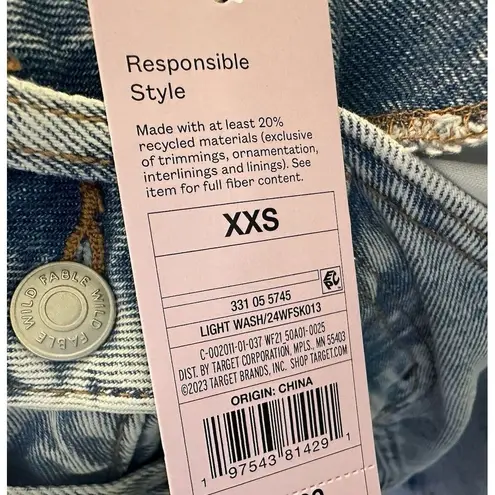 Responsible
Style
Made with at least 20%
recycled materials (exclusive
of trimmings, ornamentation,
interlinings and linings). See
item for full fiber content.
XXS
331 05 5745
LIGHT WASH/24WFSK013
C-002011-01-037 WF21_50A01-0025
DIST. BY TARGET CORPORATION, MPLS., MN 55403
©2023 TARGET BRANDS, INC. SHOP TARGET.COM
ORIGIN: CHINA
1 97543 81429 1
WILD FABLE WILD FABLE